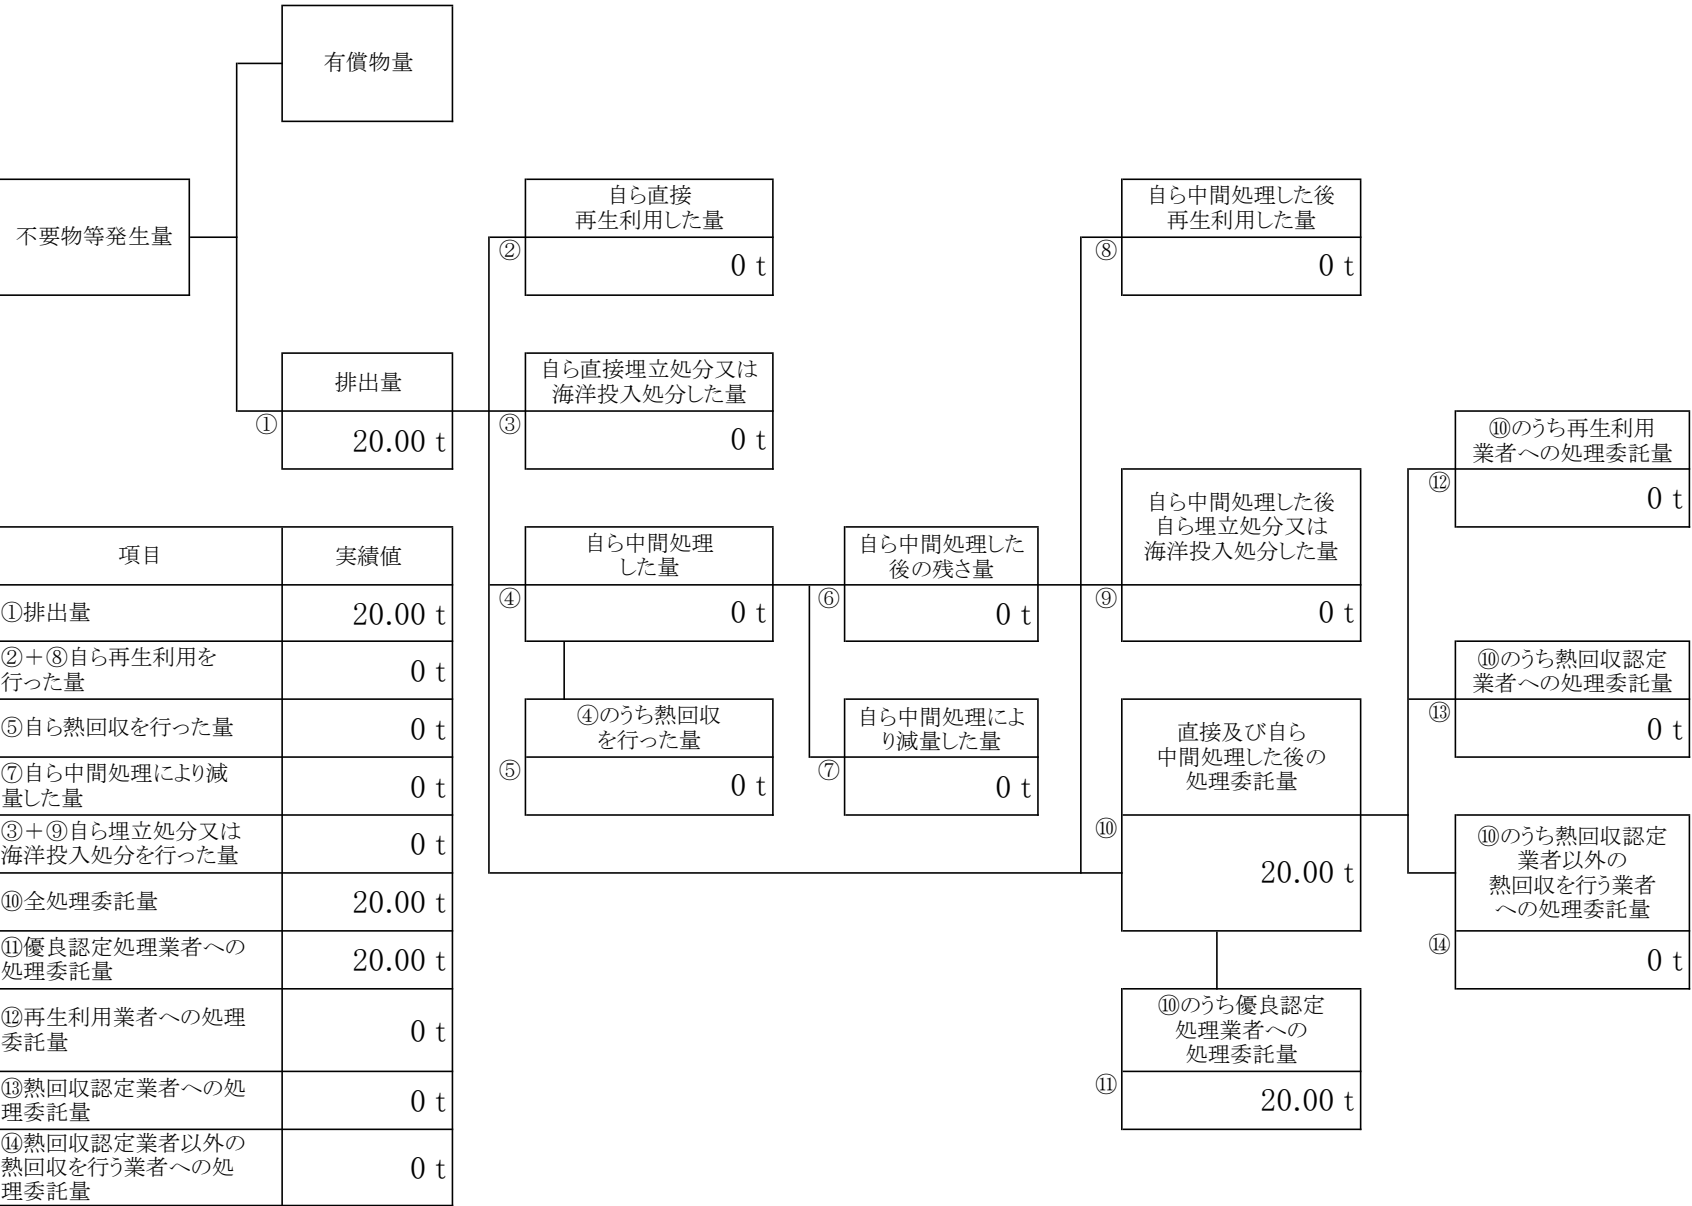 有償物量
不要物等発生量
自ら直接
再生利用した量
②
0 t
自ら中間処理した後
再生利用した量
⑧
0 t
排出量
①
20.00 t
自ら直接埋立処分又は
海洋投入処分した量
③
0 t
⑩のうち再生利用
業者への処理委託量
⑫
0 t
自ら中間処理した後
自ら埋立処分又は
海洋投入処分した量
⑨
0 t
自ら中間処理
した量
④
0 t
自ら中間処理した
後の残さ量
⑥
0 t
⑩のうち熱回収認定
業者への処理委託量
⑬
0 t
④のうち熱回収
を行った量
⑤
0 t
自ら中間処理によ
り減量した量
⑦
0 t
直接及び自ら
中間処理した後の
処理委託量
⑩
20.00 t
⑩のうち熱回収認定
業者以外の
熱回収を行う業者
への処理委託量
⑭
0 t
⑩のうち優良認定
処理業者への
処理委託量
⑪
20.00 t
項目 実績値
①排出量 20.00 t
②＋⑧自ら再生利用を
行った量 0 t
⑤自ら熱回収を行った量 0 t
⑦自ら中間処理により減
量した量 0 t
③＋⑨自ら埋立処分又は
海洋投入処分を行った量 0 t
⑩全処理委託量 20.00 t
⑪優良認定処理業者への
処理委託量 20.00 t
⑫再生利用業者への処理
委託量 0 t
⑬熱回収認定業者への処
理委託量 0 t
⑭熱回収認定業者以外の
熱回収を行う業者への処
理委託量 0 t